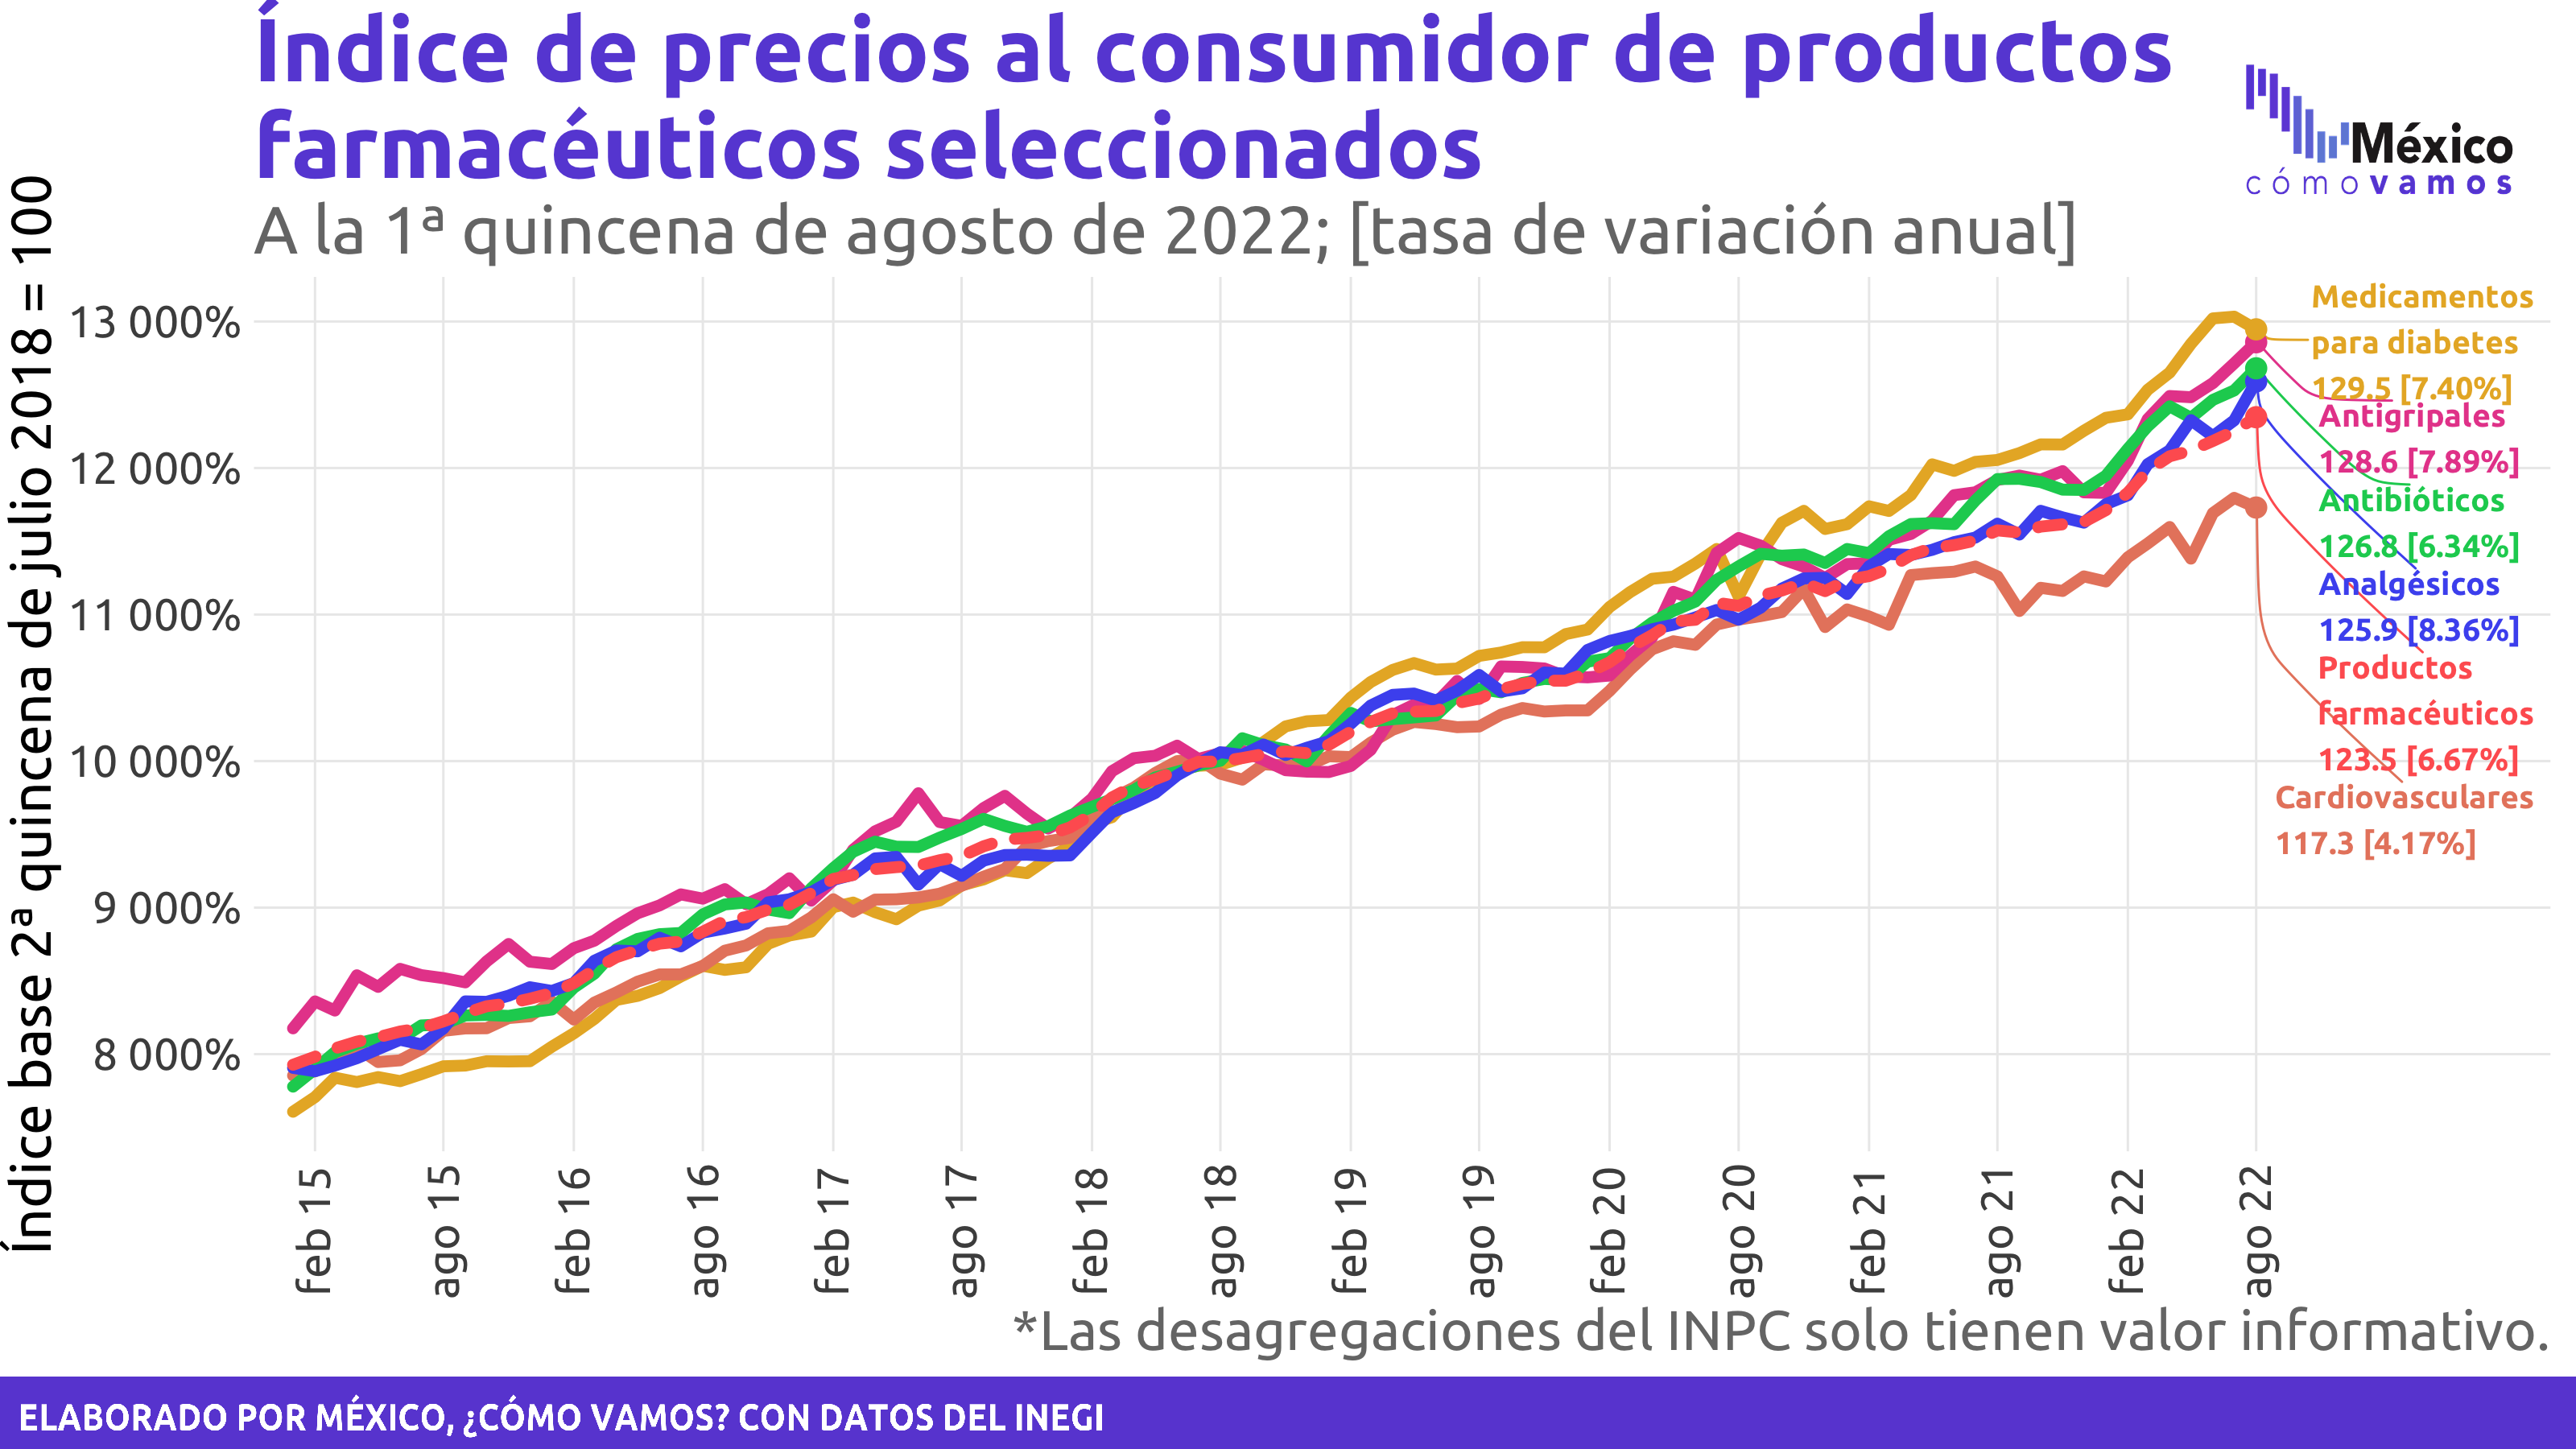 Índice de precios al consumidor de productos
farmacéuticos seleccionados
A la 1ª quincena de agosto de 2022; [tasa de variación anual]
México
cómo vamos
Índice base 2ª quincena de julio 2018 = 100
13 000%
12 000%
11 000%
10 000%
9 000%
8 000%
Medicamentos
para diabetes
129.5 [7.40%]
Antigripales
128.6 [7.89%]
Antibióticos
126.8 [6.34%]
Analgésicos
125.9 [8.36%]
Productos
farmacéuticos
123.5 [6.67%]
Cardiovasculares
117.3 [4.17%]
feb 15
ago 15
feb 16
ago 16
feb 17
ago 17
feb 18
ago 18
feb 19
ago 19
feb 20
ago 20
feb 21
ago 21
feb 22
ago 22
*Las desagregaciones del INPC solo tienen valor informativo.
ELABORADO POR MÉXICO, ¿CÓMO VAMOS? CON DATOS DEL INEGI